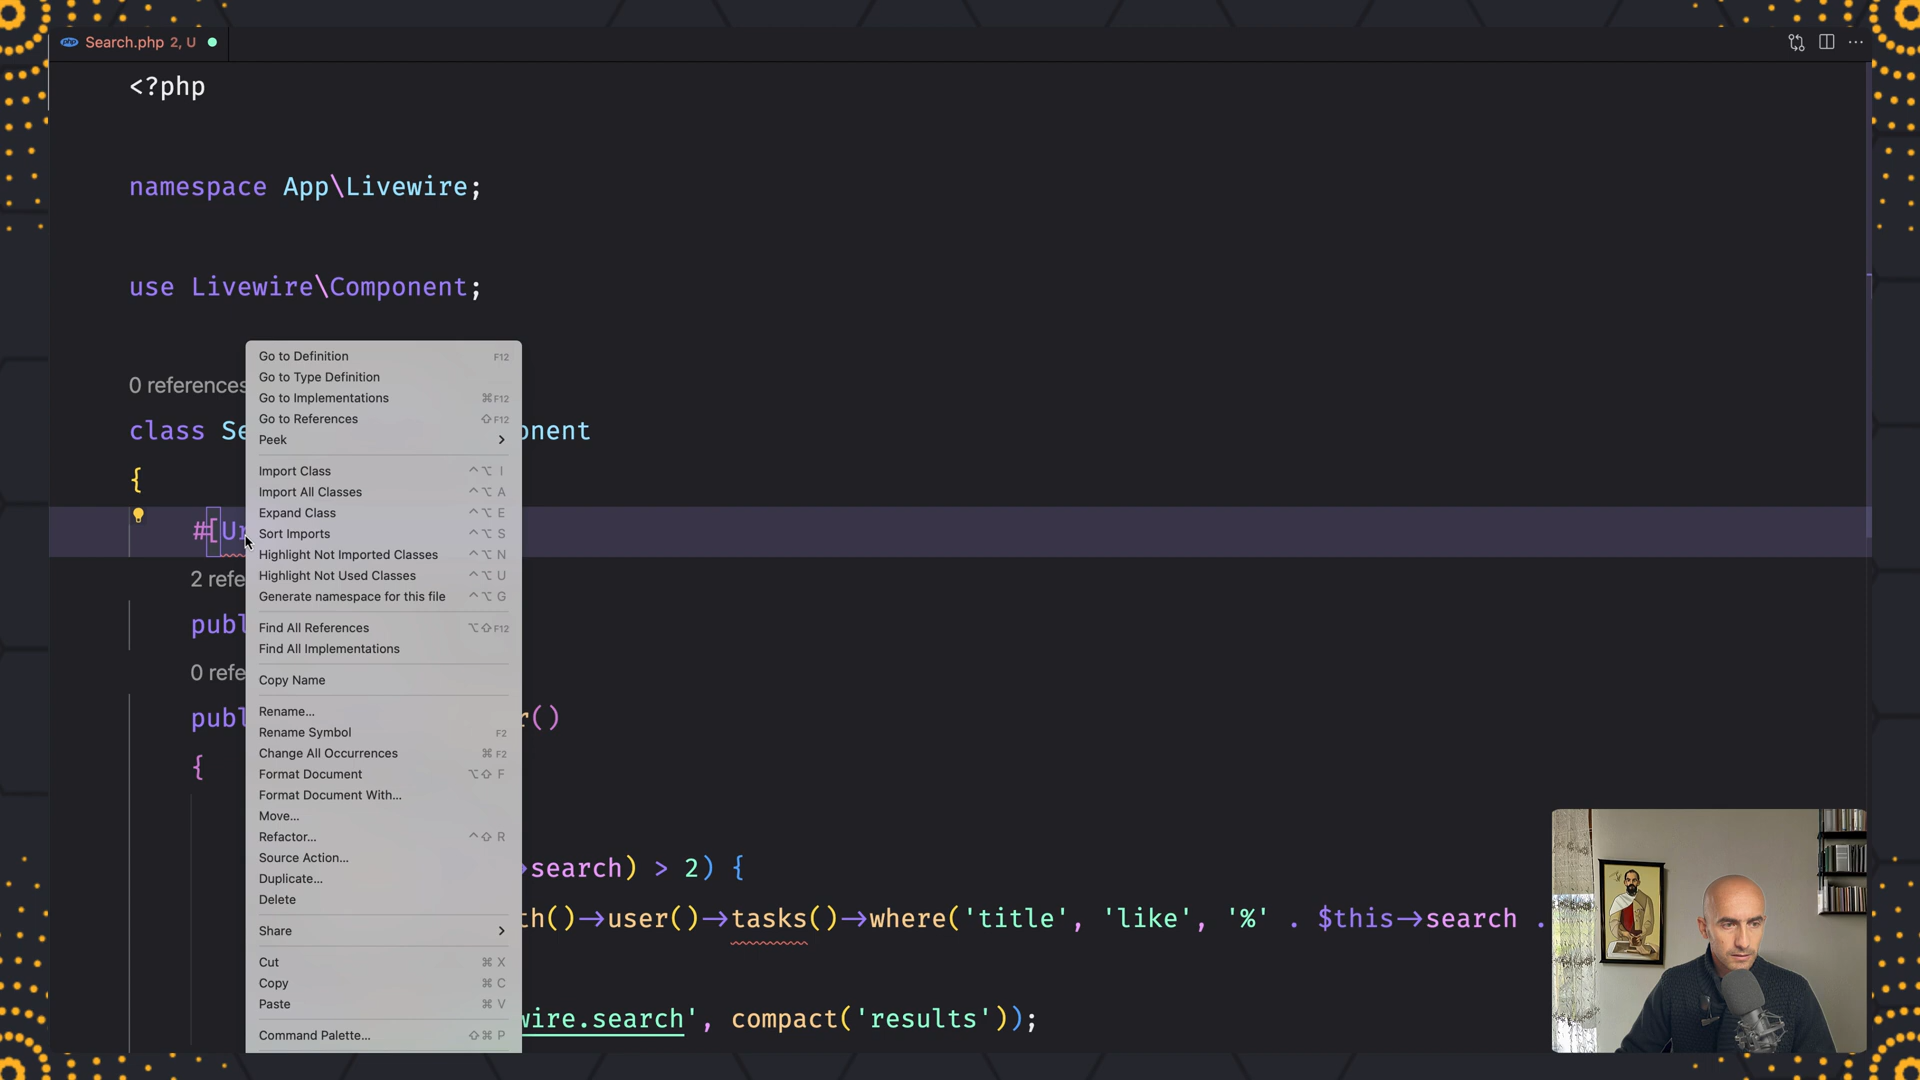 Search.php 2, U
<?php
namespace App\Livewire;
use Livewire\Component;
0 references
class Se
onent
{
#[Ur
2 refe
publ
0 refe
publ
r()
{
search) > 2) {
th()->user()->tasks()->where('title', 'like', '%' . $this->search .
wire.search', compact('results'));
Go to Definition F12
Go to Type Definition
Go to Implementations ⌘F12
Go to References ⇧F12
Peek >
Import Class ^⌥ I
Import All Classes ^⌥ A
Expand Class ^⌥ E
Sort Imports ^⌥ S
Highlight Not Imported Classes ^⌥ N
Highlight Not Used Classes ^⌥ U
Generate namespace for this file ^⌥ G
Find All References ⌥⇧F12
Find All Implementations
Copy Name
Rename...
Rename Symbol F2
Change All Occurrences ⌘ F2
Format Document ⌥⇧ F
Format Document With...
Move...
Refactor... ^⇧ R
Source Action...
Duplicate...
Delete
Share >
Cut ⌘ X
Copy ⌘ C
Paste ⌘ V
Command Palette... ⇧⌘ P